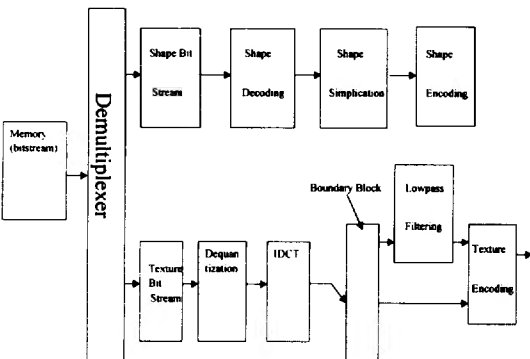 Shape Bit
Stream
Shape
Decoding
Shape
Simplication
Shape
Encoding
Demultiplexer
Memory
(bitstream)
Boundary Block
Lowpass
Filtering
Texture
Bit
Stream
Dequan
tization
IDCT
Texture
Encoding